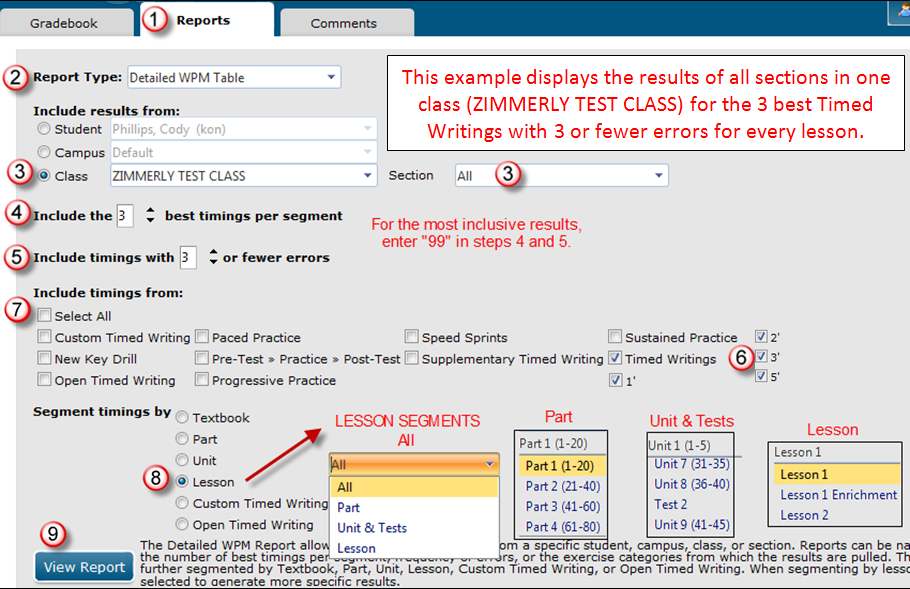 Gradebook
1 Reports
Comments
2 Report Type: Detailed WPM Table
This example displays the results of all sections in one
class (ZIMMERLY TEST CLASS) for the 3 best Timed
Writings with 3 or fewer errors for every lesson.
Include results from:
Student Phillips, Cody (kon)
Campus Default
3 Class ZIMMERLY TEST CLASS Section All 3
4 Include the 3 best timings per segment
For the most inclusive results,
enter "99" in steps 4 and 5.
5 Include timings with 3 or fewer errors
Include timings from:
7 Select All
Custom Timed Writing Paced Practice Speed Sprints Sustained Practice 2'
New Key Drill Pre-Test » Practice » Post-Test Supplementary Timed Writing Timed Writings 6 3'
Open Timed Writing Progressive Practice 1' 5'
Segment timings by
Textbook
Part
Unit
8 Lesson
Custom Timed Writing
Open Timed Writing
LESSON SEGMENTS
All
All
All
Part
Unit & Tests
Lesson
Part
Part 1 (1-20)
Part 1 (1-20)
Part 2 (21-40)
Part 3 (41-60)
Part 4 (61-80)
Unit & Tests
Unit 1 (1-5)
Unit 7 (31-35)
Unit 8 (36-40)
Test 2
Unit 9 (41-45)
Lesson
Lesson 1
Lesson 1
Lesson 1 Enrichment
Lesson 2
9
View Report
The Detailed WPM Report allow om a specific student, campus, class, or section. Reports can be na
the number of best timings per segment, frequency of errors, or the exercise categories from which the results are pulled. Th
further segmented by Textbook, Part, Unit, Lesson, Custom Timed Writing, or Open Timed Writing. When segmenting by lesso
selected to generate more specific results.